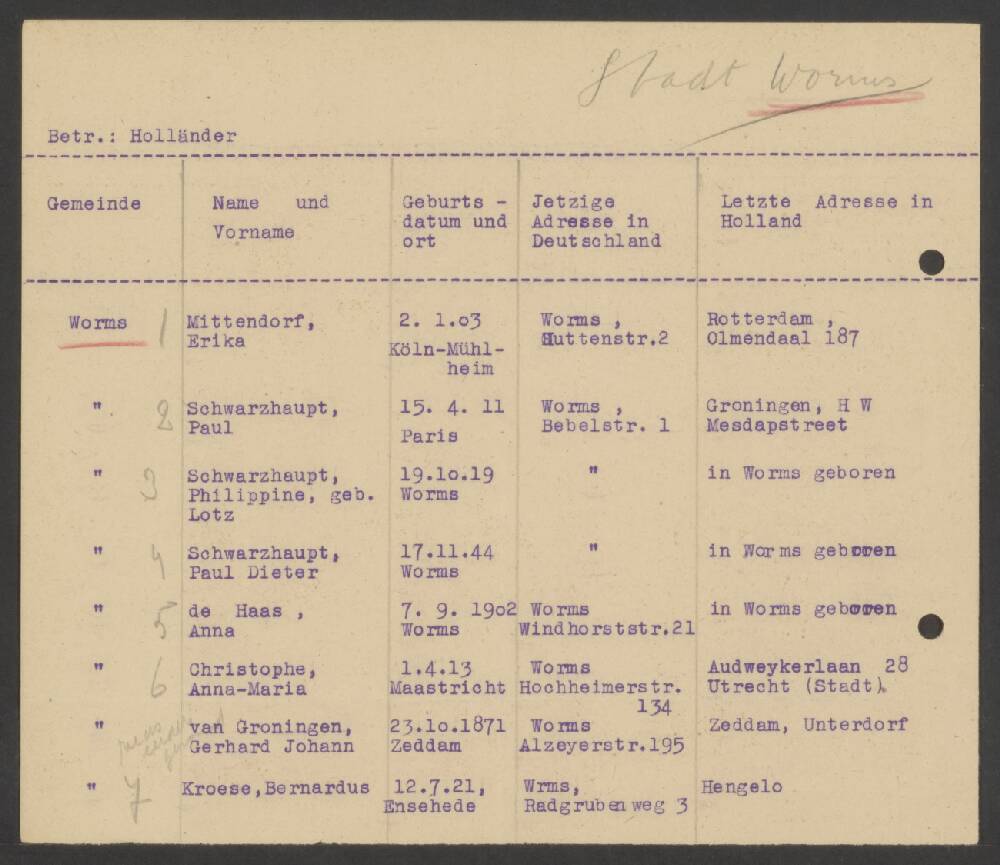 Stadt Worms
Betr.: Holländer
Gemeinde
Name und
Vorname
Geburts -
datum und
ort
Jetzige
Adresse in
Deutschland
Letzte Adresse in
Holland
Worms 1
Mittendorf,
Erika
2. 1.o3
Köln-Mühl-
heim
Worms ,
Huttenstr.2
Rotterdam ,
Olmendaal 187
" 2
Schwarzhaupt,
Paul
15. 4. 11
Paris
Worms ,
Bebelstr. 1
Groningen, H W
Mesdapstreet
" 3
Schwarzhaupt,
Philippine, geb.
Lotz
19.1o.19
Worms
"
in Worms geboren
" 4
Schwarzhaupt,
Paul Dieter
17.11.44
Worms
"
in Worms geboren
" 5
de Haas ,
Anna
7. 9. 19o2
Worms
Worms
Windhorststr.21
in Worms geboren
" 6
Christophe,
Anna-Maria
1.4.13
Maastricht
Worms
Hochheimerstr.
134
Audweykerlaan 28
Utrecht (Stadt).
"
van Groningen,
Gerhard Johann
23.1o.1871
Zeddam
Worms
Alzeyerstr.195
Zeddam, Unterdorf
" 7
Kroese,Bernardus
12.7.21,
Ensehede
Wrms,
Radgrubenweg 3
Hengelo